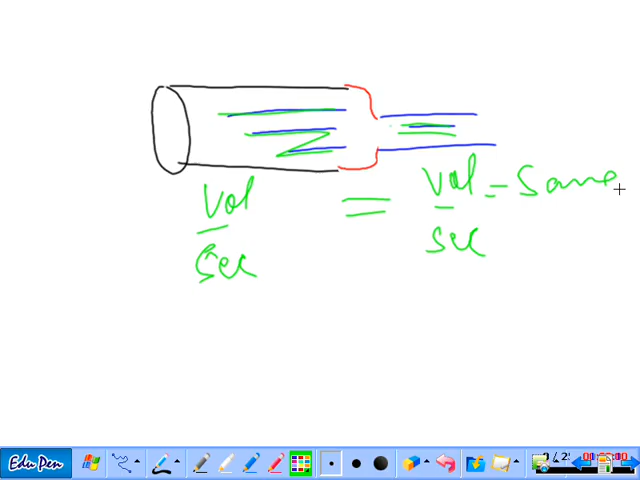 Vol = Vol = Same
sec sec
Edu Pen